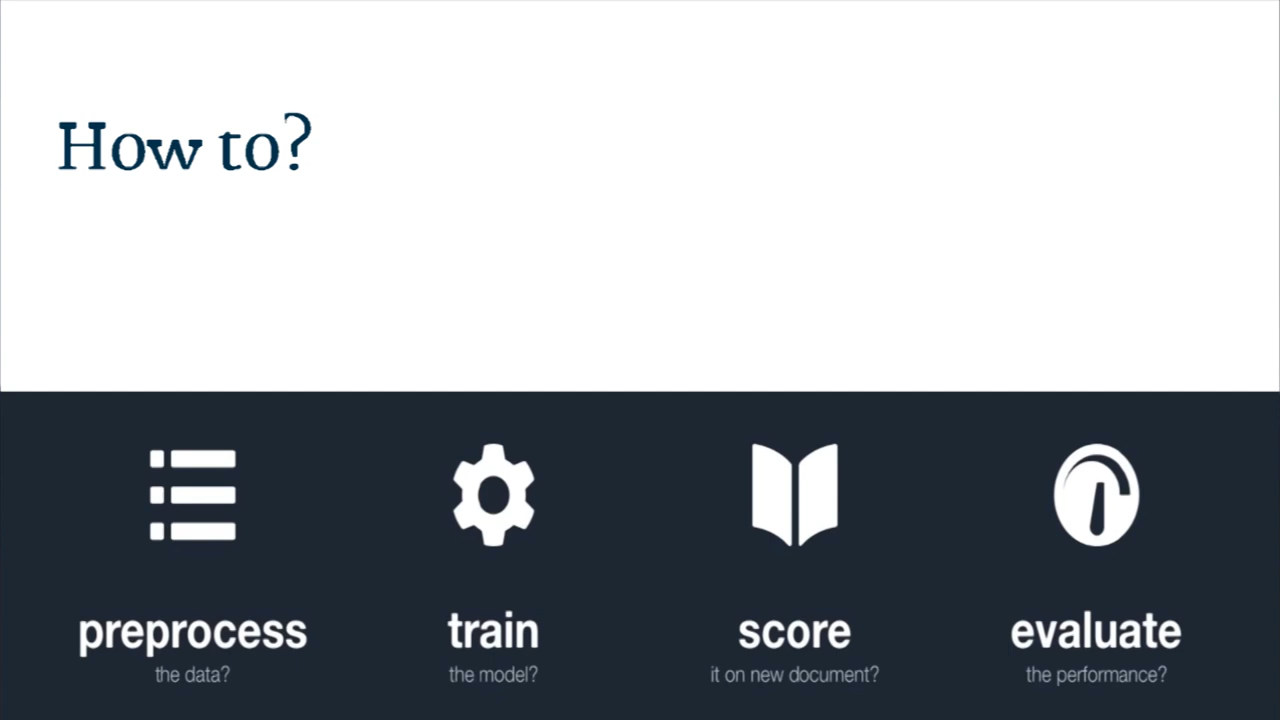 How to?
preprocess
the data?
train
the model?
score
it on new document?
evaluate
the performance?